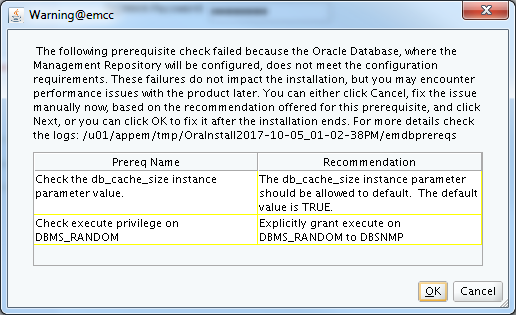 Warning@emcc
The following prerequisite check failed because the Oracle Database, where the
Management Repository will be configured, does not meet the configuration
requirements. These failures do not impact the installation, but you may encounter
performance issues with the product later. You can either click Cancel, fix the
issue manually now, based on the recommendation offered for this prerequisite, and click
Next, or you can click OK to fix it after the installation ends. For more details check
the logs: /u01/appem/tmp/OraInstall2017-10-05_01-02-38PM/emdbprereqs
Prereq Name Recommendation
Check the db_cache_size instance The db_cache_size instance parameter
parameter value. should be allowed to default. The default
value is TRUE.
Check execute privilege on Explicitly grant execute on
DBMS_RANDOM DBMS_RANDOM to DBSNMP
OK Cancel